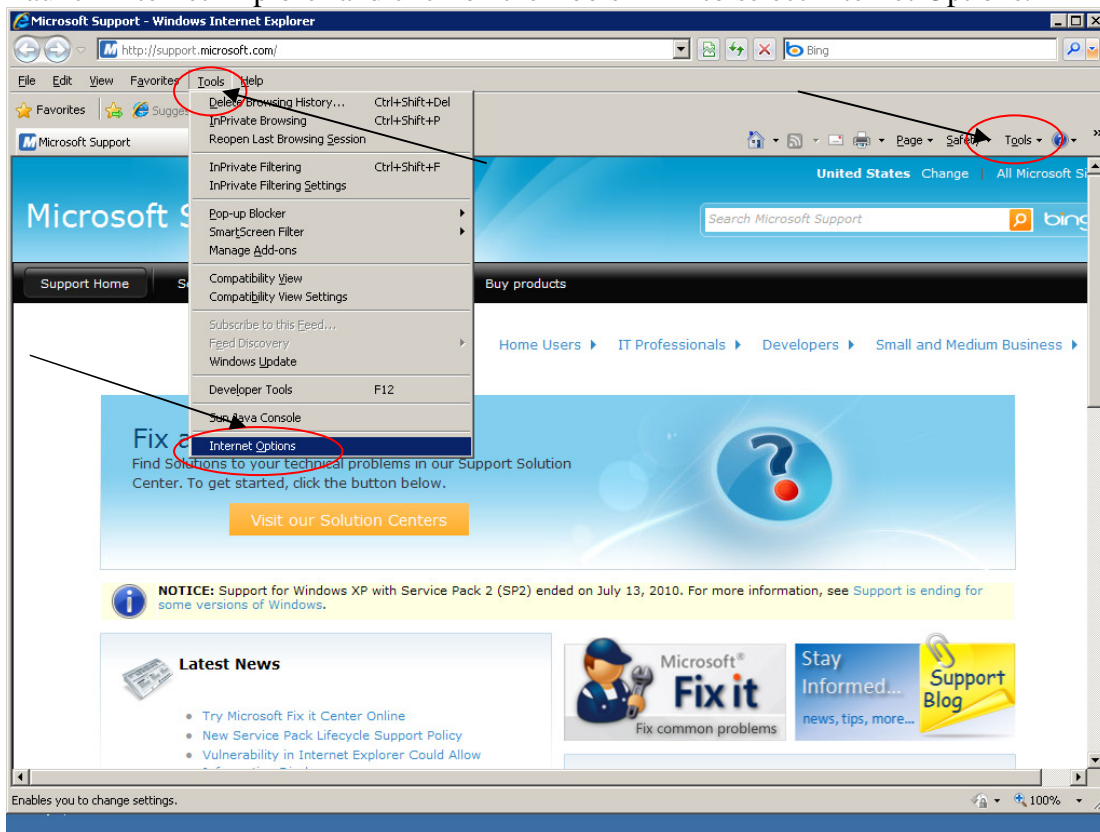 Microsoft Support - Windows Internet Explorer
http://support.microsoft.com/
Bing
File Edit View Favorites Tools Help
Favorites
Microsoft Support
Page Safety Tools
»
Delete Browsing History... Ctrl+Shift+Del
InPrivate Browsing Ctrl+Shift+P
Reopen Last Browsing Session
InPrivate Filtering Ctrl+Shift+F
InPrivate Filtering Settings
Pop-up Blocker
SmartScreen Filter
Manage Add-ons
Compatibility View
Compatibility View Settings
Subscribe to this Feed...
Feed Discovery
Windows Update
Developer Tools F12
Sun Java Console
Internet Options
United States Change | All Microsoft
Microsoft
Search Microsoft Support
bing
Support Home
Buy products
Home Users IT Professionals Developers Small and Medium Business
Fix
Find Solutions to your technical problems in our Support Solution
Center. To get started, click the button below.
Visit our Solution Centers
NOTICE: Support for Windows XP with Service Pack 2 (SP2) ended on July 13, 2010. For more information, see Support is ending for
some versions of Windows.
Latest News
Try Microsoft Fix it Center Online
New Service Pack Lifecycle Support Policy
Vulnerability in Internet Explorer Could Allow
Microsoft®
Fix it
Fix common problems
Stay
Informed...
news, tips, more...
Support
Blog
Enables you to change settings.
100%